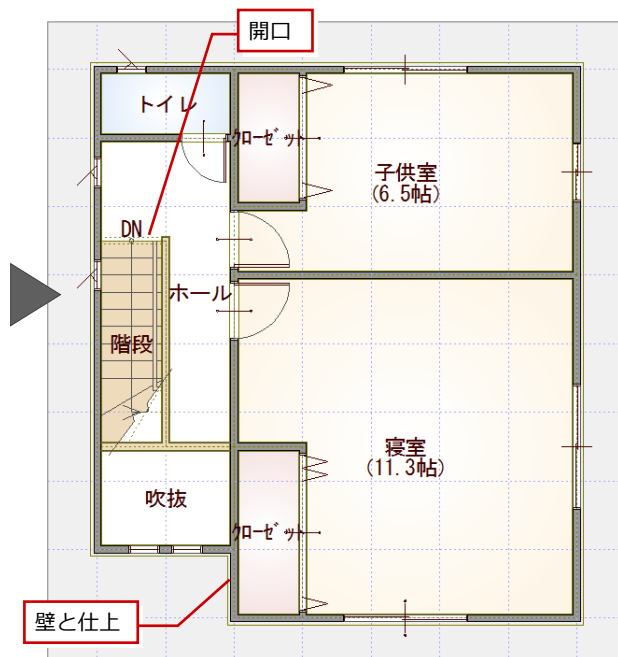 開口
トイレ
クローゼット
子供室
(6.5帖)
DN
ホール
階段
寝室
(11.3帖)
吹抜
クローゼット
壁と仕上